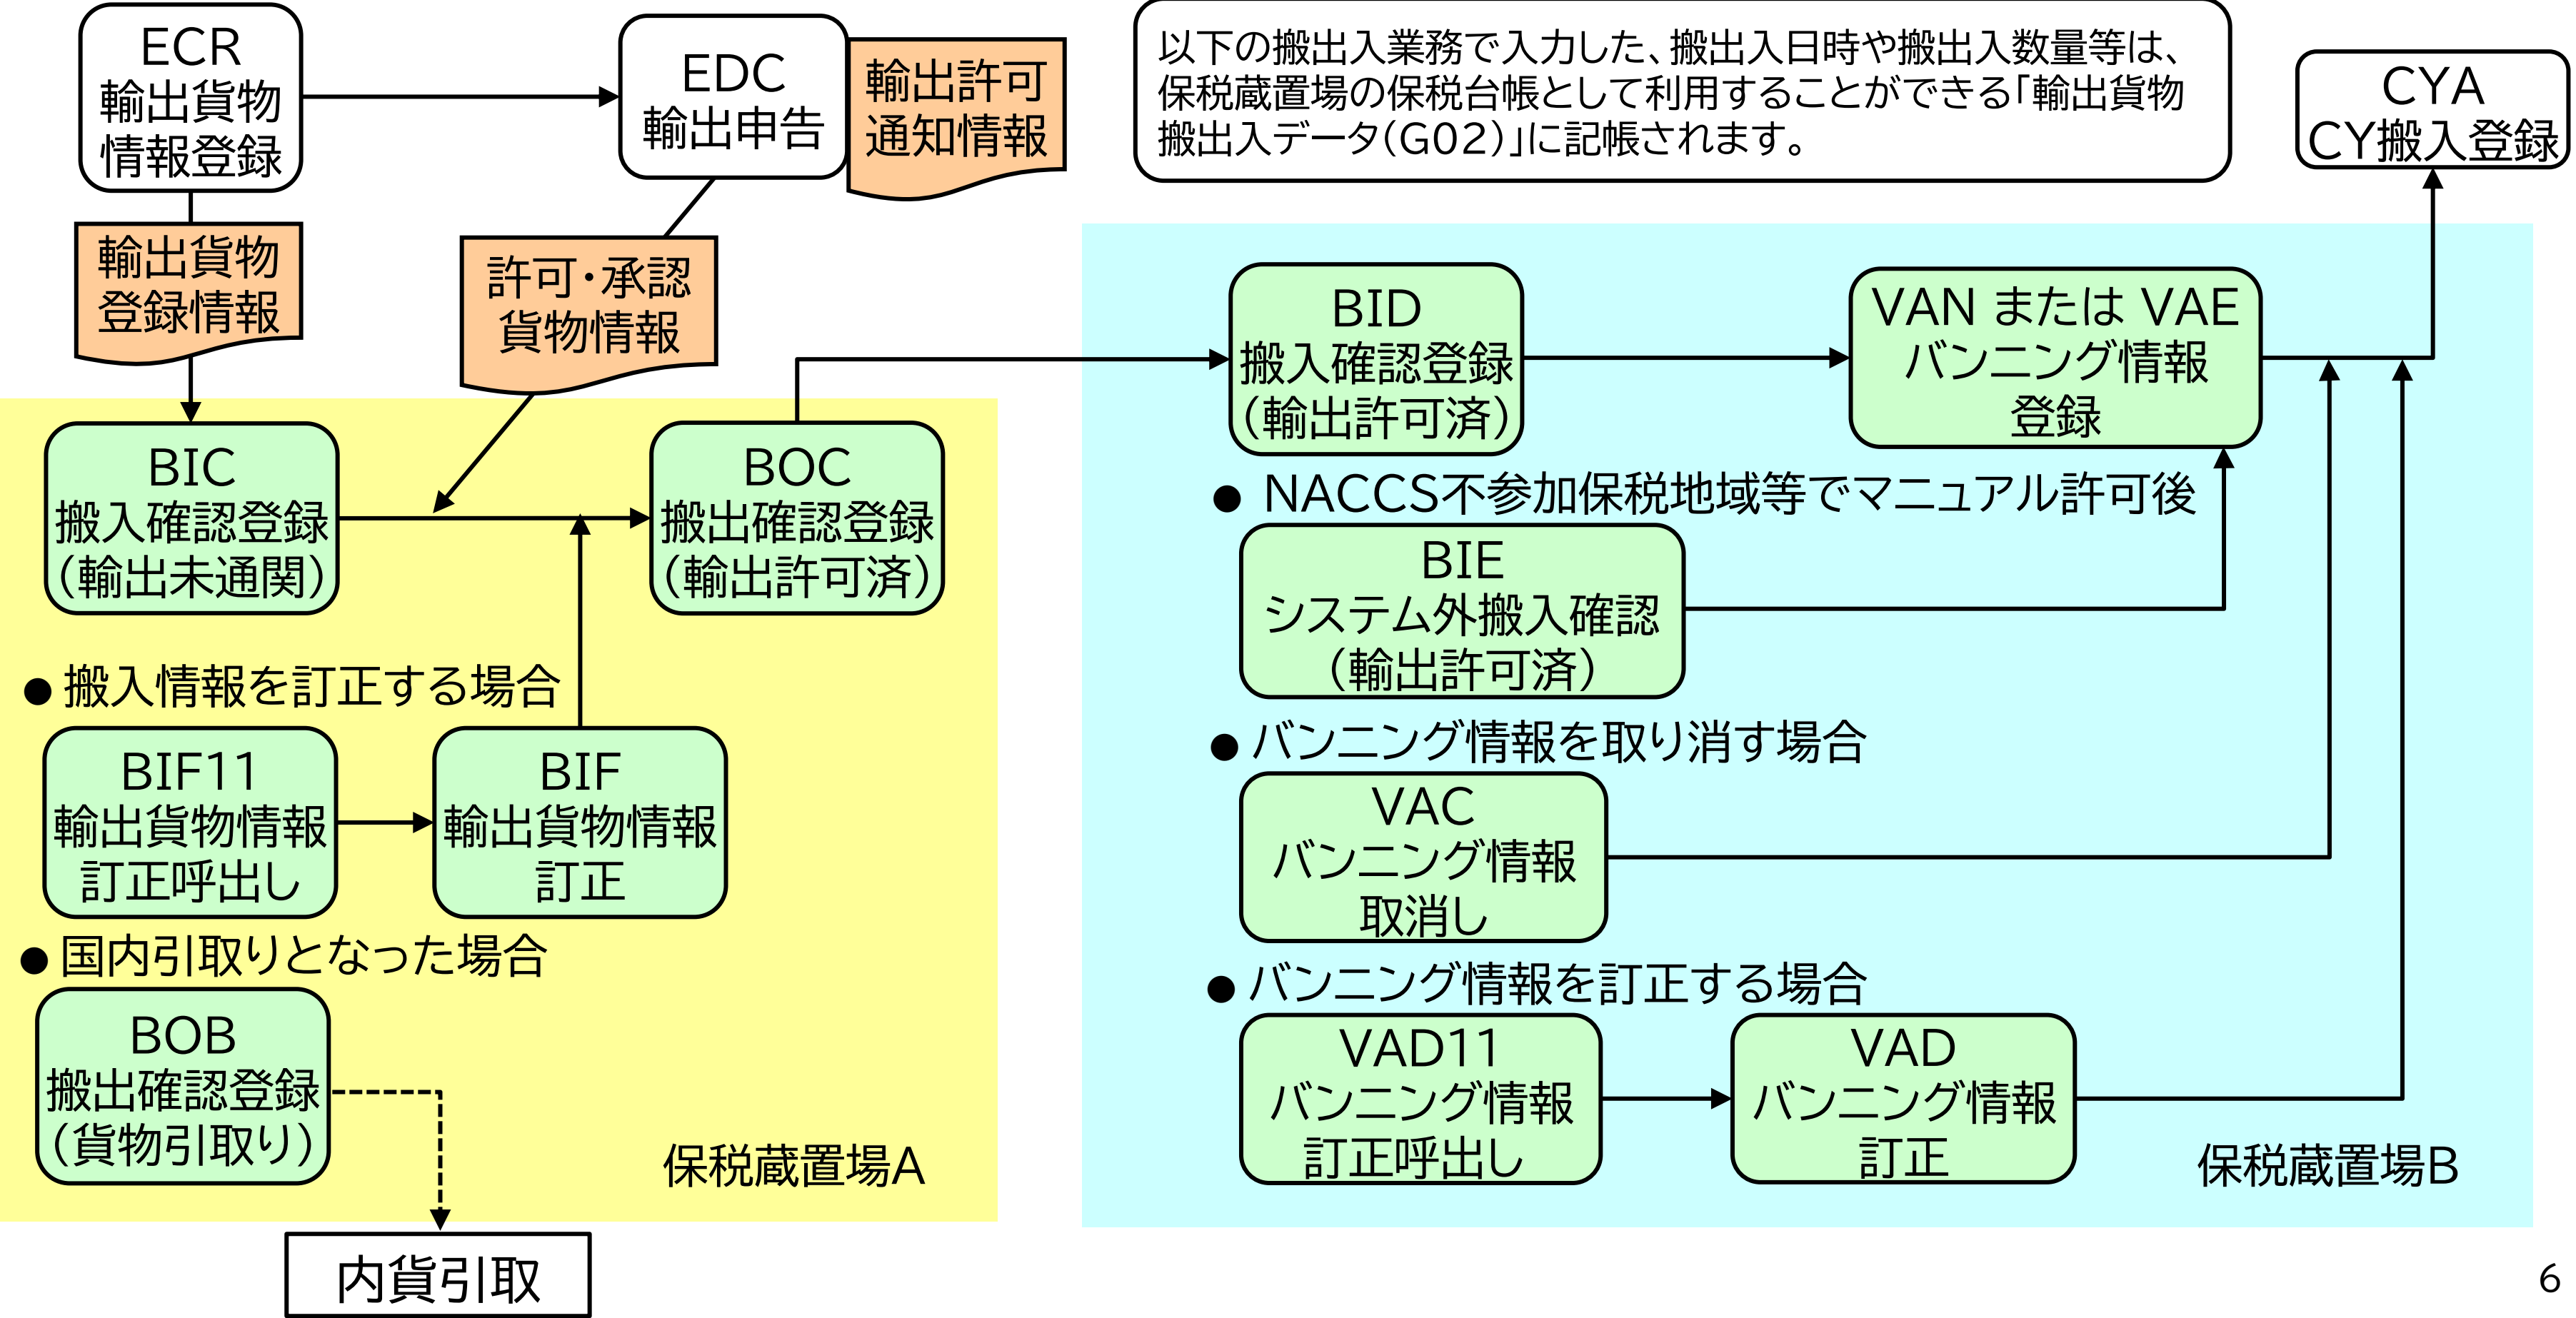 ECR
輸出貨物
情報登録
EDC
輸出申告
輸出許可
通知情報
以下の搬出入業務で入力した、搬出入日時や搬出入数量等は、
保税蔵置場の保税台帳として利用することができる「輸出貨物
搬出入データ(G02)」に記帳されます。
CYA
CY搬入登録
輸出貨物
登録情報
許可・承認
貨物情報
BIC
搬入確認登録
(輸出未通関)
BOC
搬出確認登録
(輸出許可済)
● 搬入情報を訂正する場合
BIF11
輸出貨物情報
訂正呼出し
BIF
輸出貨物情報
訂正
● 国内引取りとなった場合
BOB
搬出確認登録
(貨物引取り)
保税蔵置場A
内貨引取
BID
搬入確認登録
(輸出許可済)
VAN または VAE
バンニング情報
登録
● NACCS不参加保税地域等でマニュアル許可後
BIE
システム外搬入確認
(輸出許可済)
● バンニング情報を取り消す場合
VAC
バンニング情報
取消し
● バンニング情報を訂正する場合
VAD11
バンニング情報
訂正呼出し
VAD
バンニング情報
訂正
保税蔵置場B
6